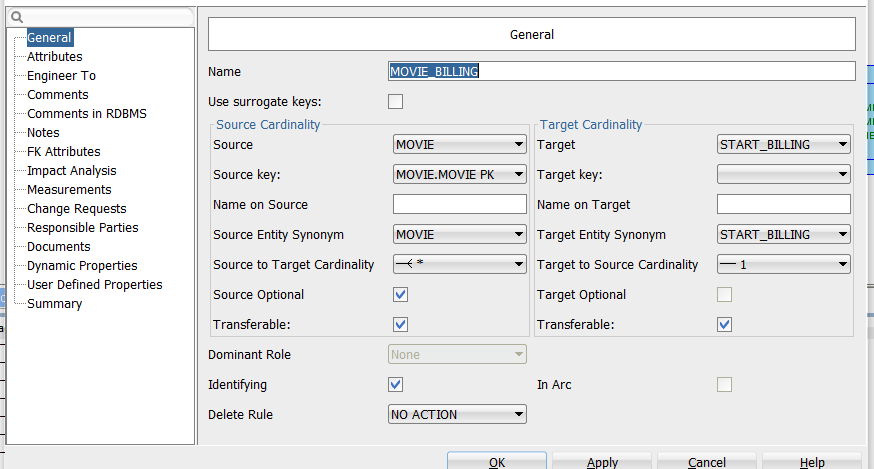 General
Attributes
Engineer To
Comments
Comments in RDBMS
Notes
FK Attributes
Impact Analysis
Measurements
Change Requests
Responsible Parties
Documents
Dynamic Properties
User Defined Properties
Summary
General
Name MOVIE_BILLING
Use surrogate keys:
Source Cardinality
Source MOVIE
Source key: MOVIE.MOVIE PK
Name on Source
Source Entity Synonym MOVIE
Source to Target Cardinality *
Source Optional
Transferable:
Target Cardinality
Target START_BILLING
Target key:
Name on Target
Target Entity Synonym START_BILLING
Target to Source Cardinality 1
Target Optional
Transferable:
Dominant Role None
Identifying In Arc
Delete Rule NO ACTION
OK Apply Cancel Help